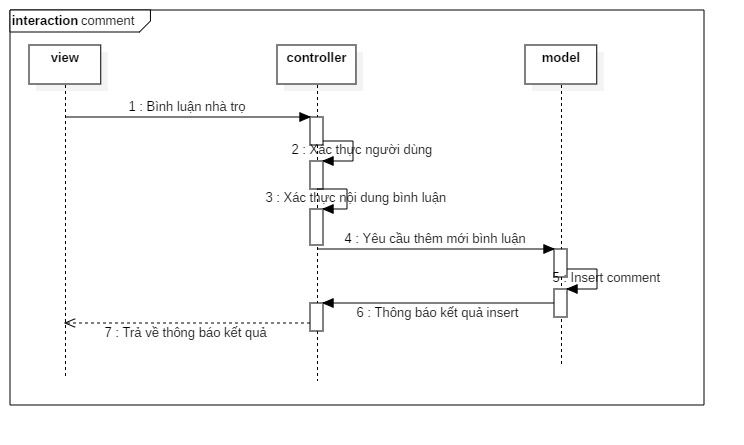 interaction comment
view
controller
model
1 : Bình luận nhà trọ
2 : Xác thực người dùng
3 : Xác thực nội dung bình luận
4 : Yêu cầu thêm mới bình luận
5 : Insert comment
6 : Thông báo kết quả insert
7 : Trả về thông báo kết quả